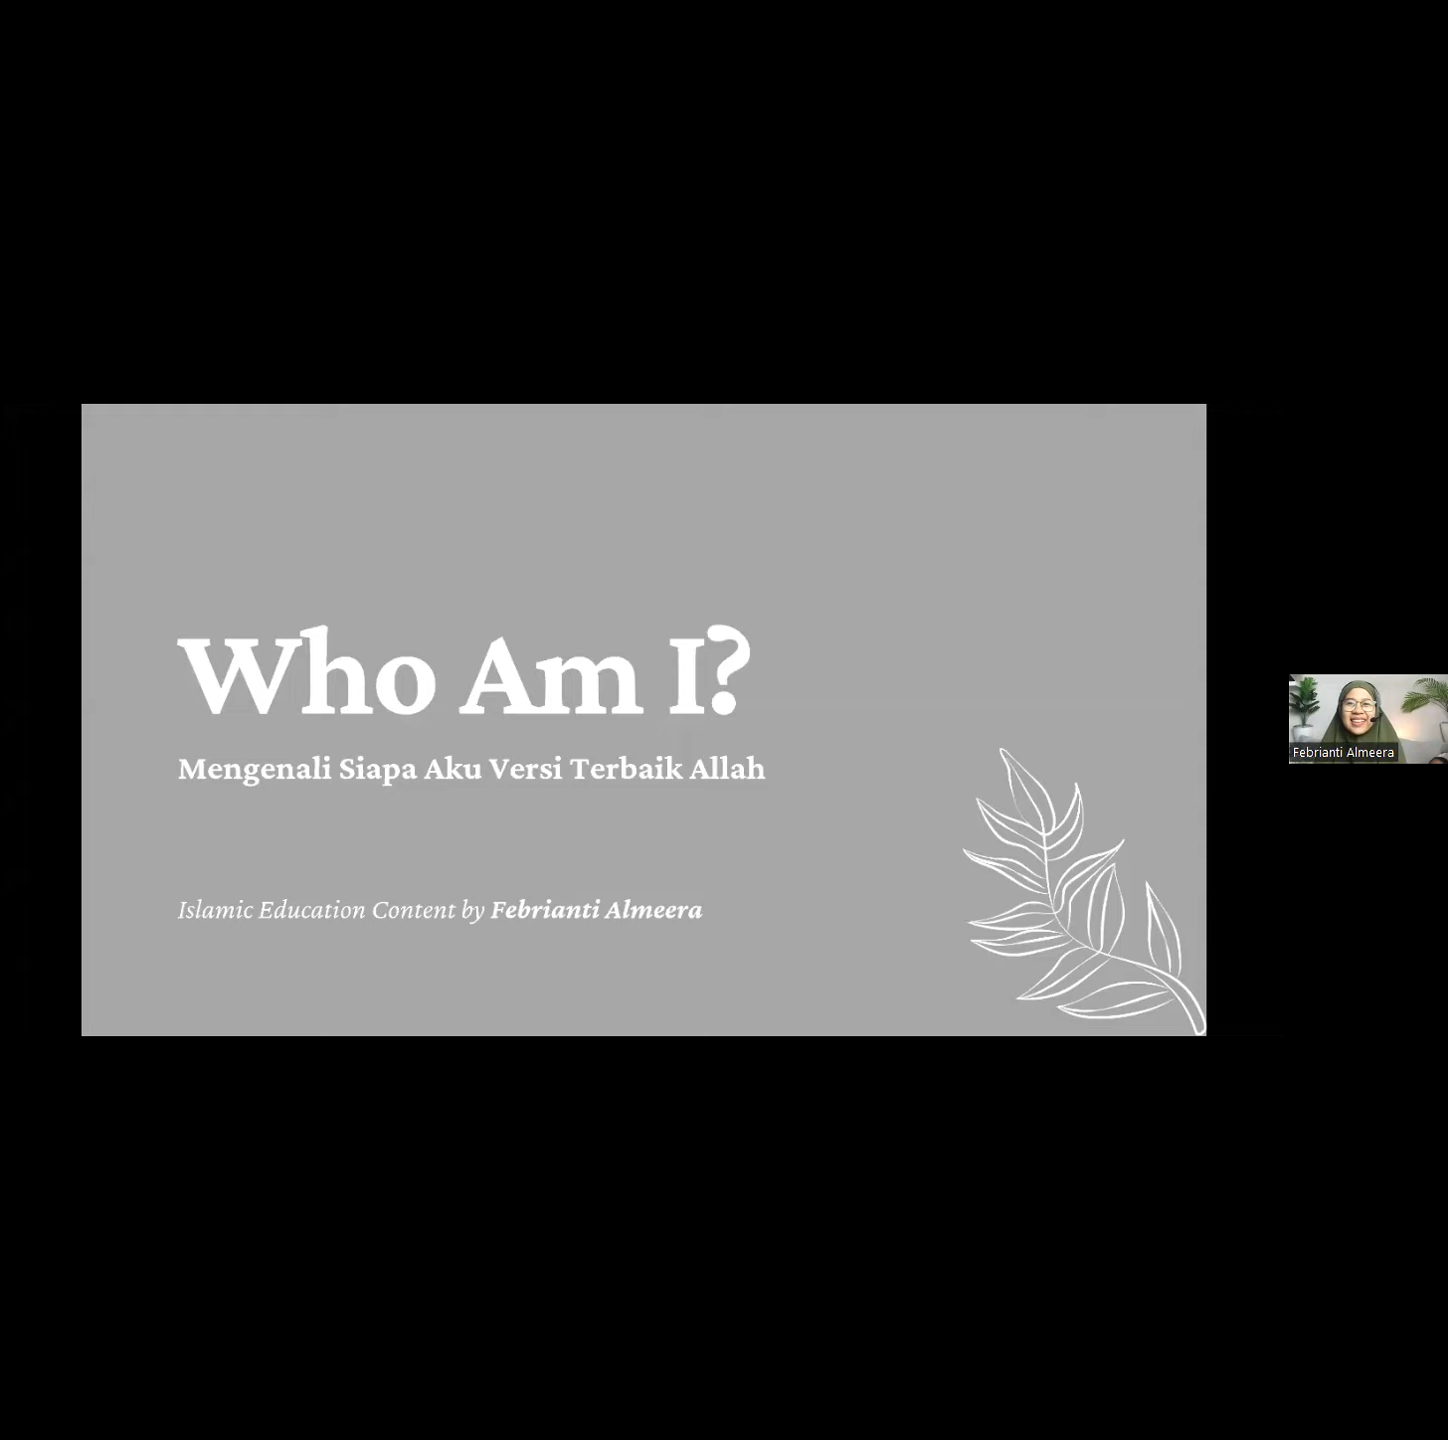 Who Am I?
Mengenali Siapa Aku Versi Terbaik Allah
Islamic Education Content by Febrianti Almeera
Febrianti Almeera